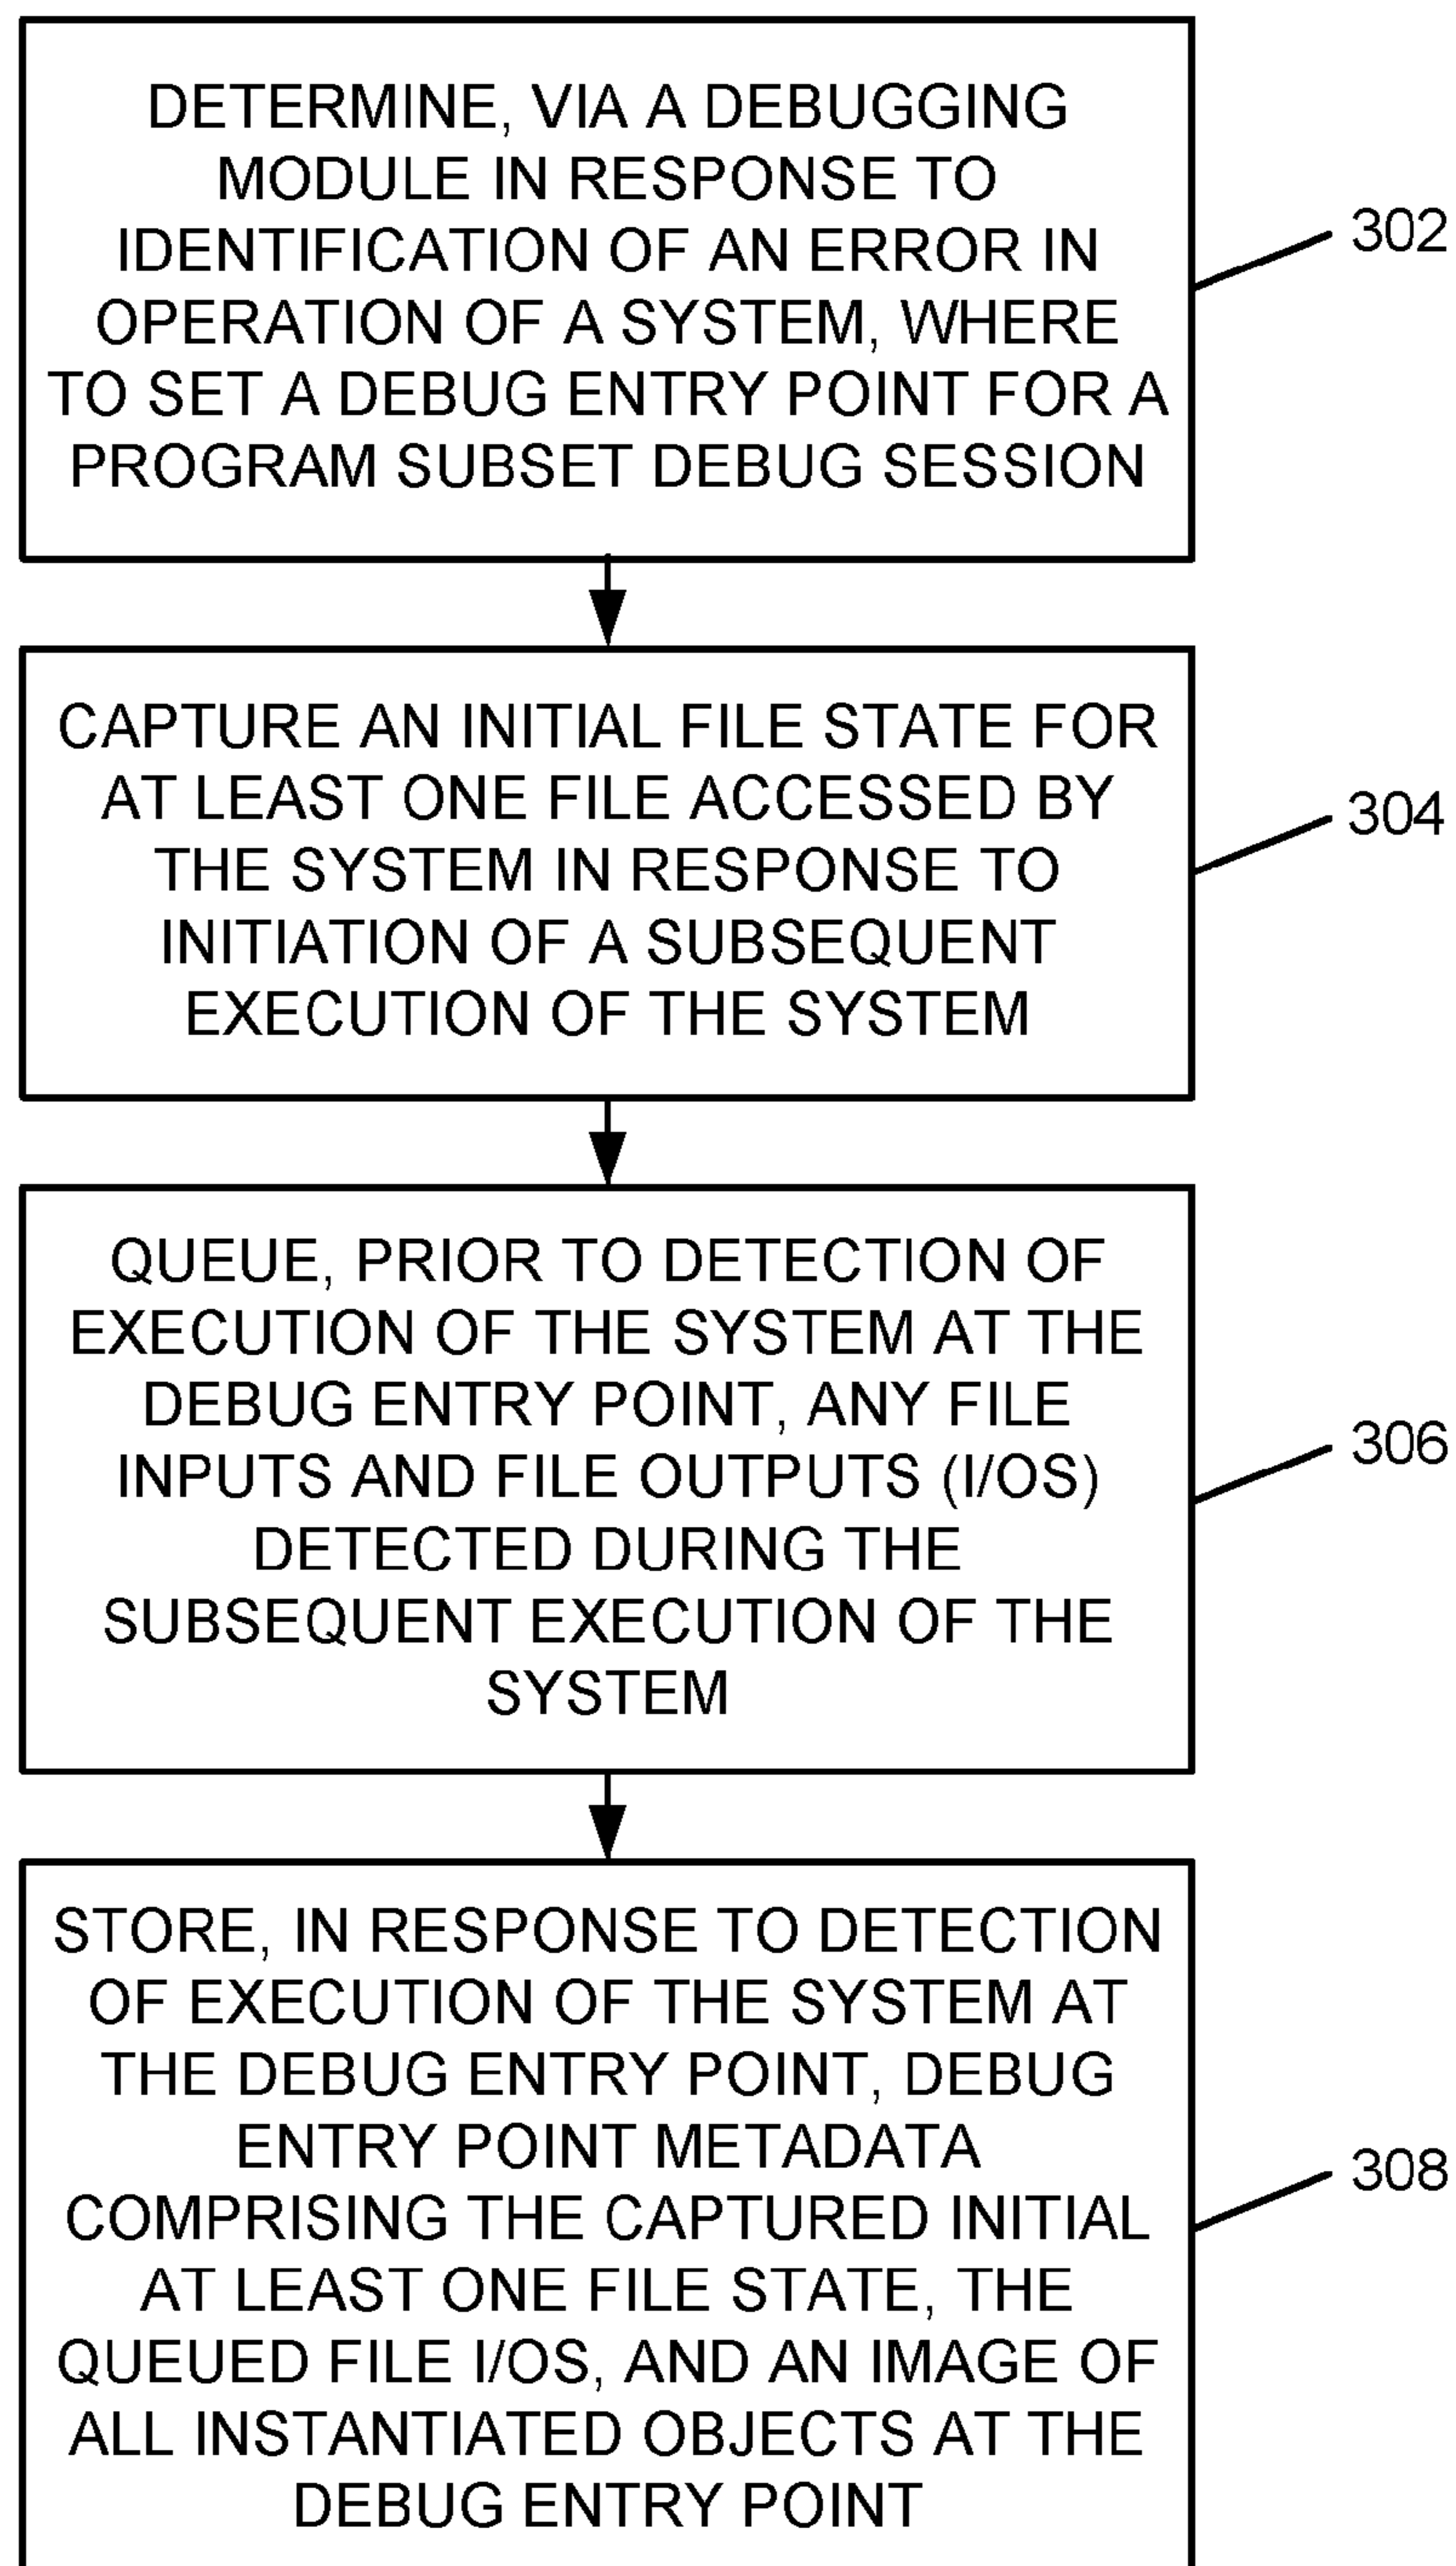 DETERMINE, VIA A DEBUGGING
MODULE IN RESPONSE TO
IDENTIFICATION OF AN ERROR IN
OPERATION OF A SYSTEM, WHERE
TO SET A DEBUG ENTRY POINT FOR A
PROGRAM SUBSET DEBUG SESSION
302
CAPTURE AN INITIAL FILE STATE FOR
AT LEAST ONE FILE ACCESSED BY
THE SYSTEM IN RESPONSE TO
INITIATION OF A SUBSEQUENT
EXECUTION OF THE SYSTEM
304
QUEUE, PRIOR TO DETECTION OF
EXECUTION OF THE SYSTEM AT THE
DEBUG ENTRY POINT, ANY FILE
INPUTS AND FILE OUTPUTS (I/OS)
DETECTED DURING THE
SUBSEQUENT EXECUTION OF THE
SYSTEM
306
STORE, IN RESPONSE TO DETECTION
OF EXECUTION OF THE SYSTEM AT
THE DEBUG ENTRY POINT, DEBUG
ENTRY POINT METADATA
COMPRISING THE CAPTURED INITIAL
AT LEAST ONE FILE STATE, THE
QUEUED FILE I/OS, AND AN IMAGE OF
ALL INSTANTIATED OBJECTS AT THE
DEBUG ENTRY POINT
308